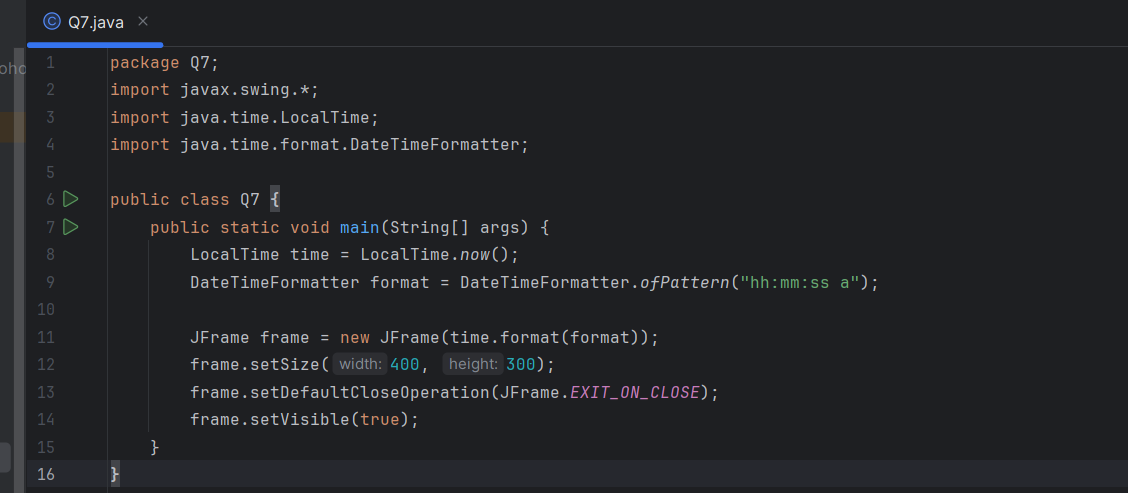 Q7.java
1 package Q7;
2 import javax.swing.*;
3 import java.time.LocalTime;
4 import java.time.format.DateTimeFormatter;
5
6 public class Q7 {
7 public static void main(String[] args) {
8 LocalTime time = LocalTime.now();
9 DateTimeFormatter format = DateTimeFormatter.ofPattern("hh:mm:ss a");
10
11 JFrame frame = new JFrame(time.format(format));
12 frame.setSize( width: 400, height: 300);
13 frame.setDefaultCloseOperation(JFrame.EXIT_ON_CLOSE);
14 frame.setVisible(true);
15 }
16 }